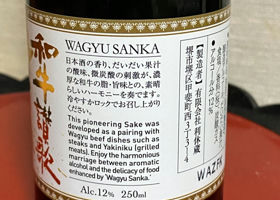 和牛讃歌
WAGYU SANKA
日本酒の香り、だいだい果汁
の酸味、微炭酸の刺激が、濃
厚な和牛の脂・旨味との、素晴
らしいハーモニーを奏でます。
冷やすかロックでお召し上がり
ください。
This pioneering Sake was
developed as a pairing with
Wagyu beef dishes such as
steaks and Yakiniku (grilled
meats). Enjoy the harmonious
marriage between aromatic
alcohol and the delicacy of food
enhanced by 'Wagyu Sanka.'
Alc.12% 250ml
【製造者】有限会社 利休蔵
堺市堺区甲斐町西3丁3-4
WAZEN